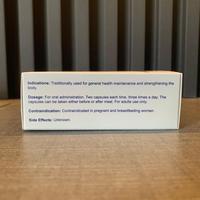 Indications: Traditionally used for general health maintenance and strengthening the
body.
Dosage: For oral administration. Two capsules each time, three times a day. The
capsules can be taken either before or after meal. For adults use only.
Contraindication: Contradicted in pregnant and breastfeeding women.
Side Effects: Unknown.